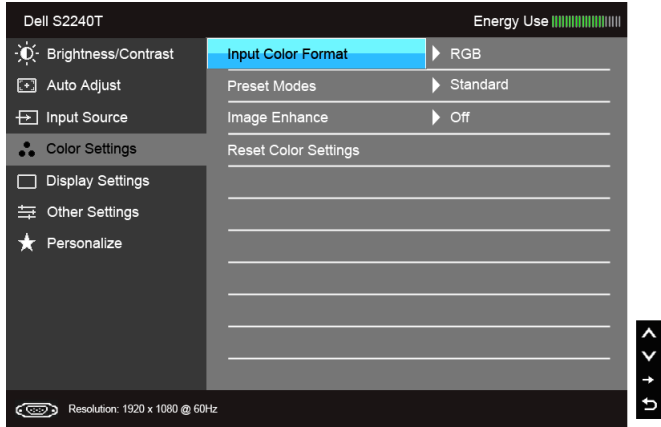 Dell S2240T
Energy Use
Brightness/Contrast
Auto Adjust
Input Source
Color Settings
Display Settings
Other Settings
Personalize
Input Color Format RGB
Preset Modes Standard
Image Enhance Off
Reset Color Settings
Resolution: 1920 x 1080 @ 60Hz